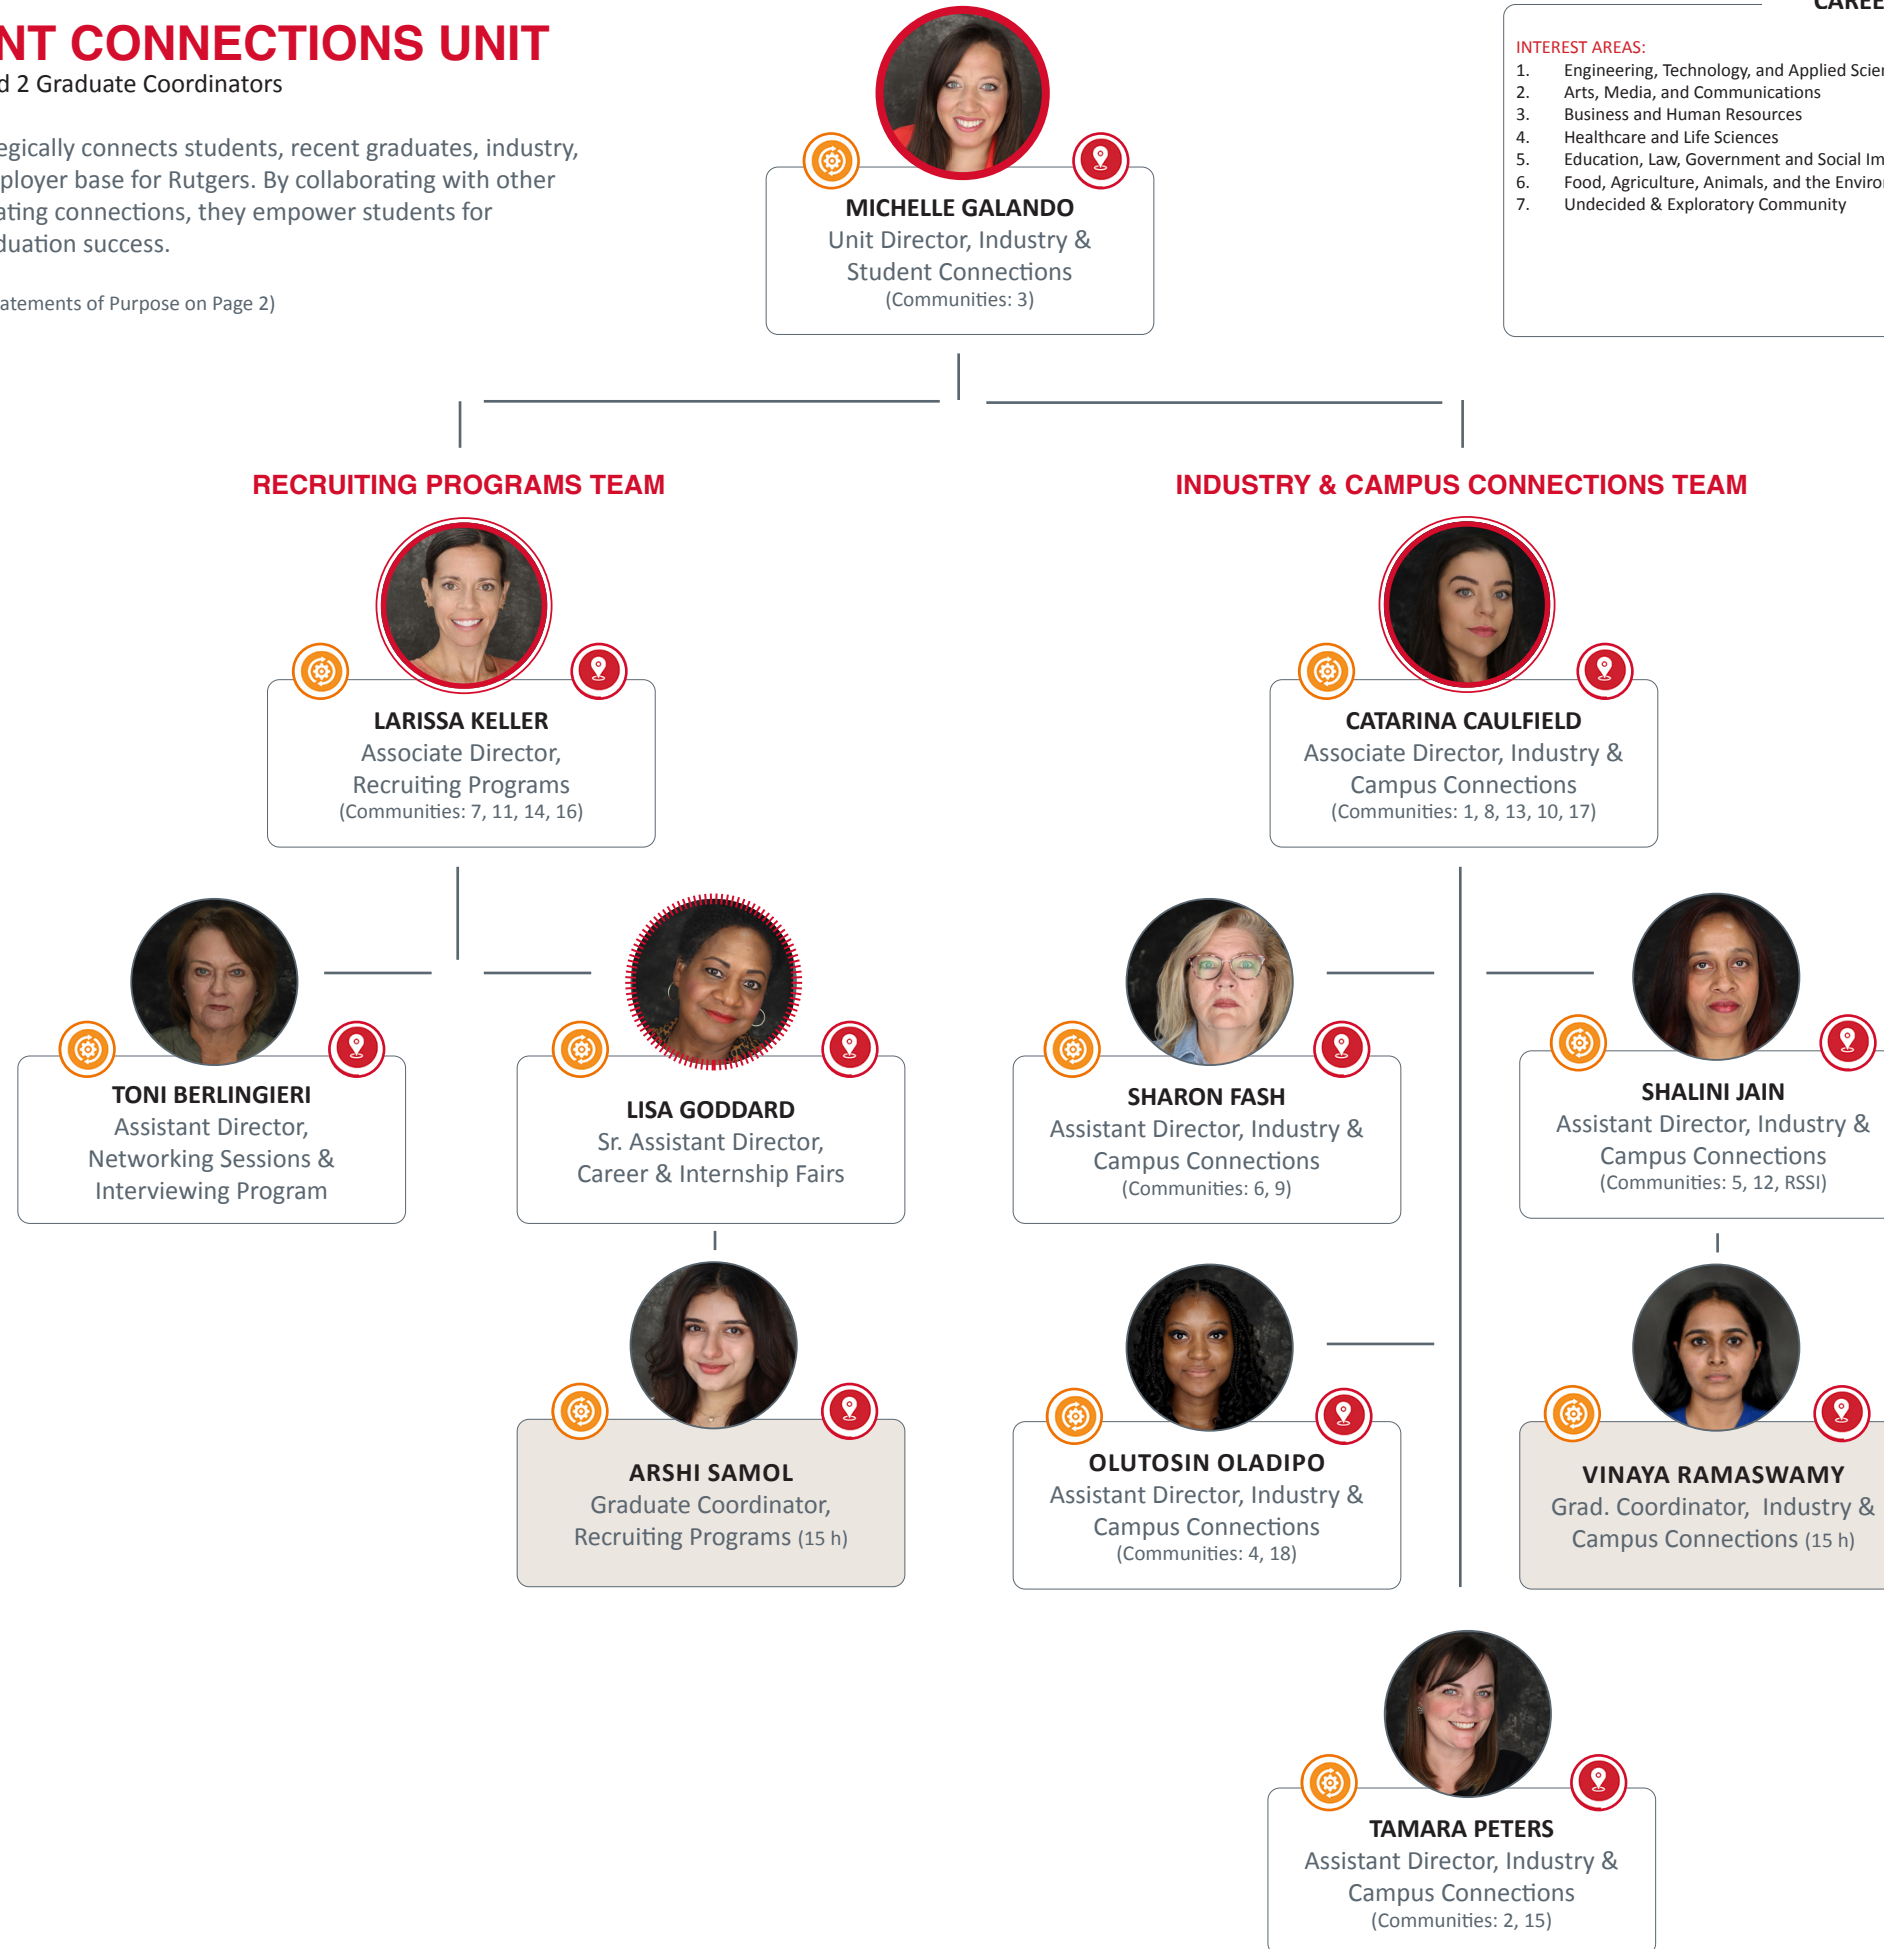 NT CONNECTIONS UNIT
d 2 Graduate Coordinators
egically connects students, recent graduates, industry,
ployer base for Rutgers. By collaborating with other
ating connections, they empower students for
duation success.
atements of Purpose on Page 2)
CAREE
INTEREST AREAS:
1. Engineering, Technology, and Applied Scien
2. Arts, Media, and Communications
3. Business and Human Resources
4. Healthcare and Life Sciences
5. Education, Law, Government and Social Im
6. Food, Agriculture, Animals, and the Enviro
7. Undecided & Exploratory Community
MICHELLE GALANDO
Unit Director, Industry &
Student Connections
(Communities: 3)
RECRUITING PROGRAMS TEAM
LARISSA KELLER
Associate Director,
Recruiting Programs
(Communities: 7, 11, 14, 16)
TONI BERLINGIERI
Assistant Director,
Networking Sessions &
Interviewing Program
LISA GODDARD
Sr. Assistant Director,
Career & Internship Fairs
ARSHI SAMOL
Graduate Coordinator,
Recruiting Programs (15 h)
INDUSTRY & CAMPUS CONNECTIONS TEAM
CATARINA CAULFIELD
Associate Director, Industry &
Campus Connections
(Communities: 1, 8, 13, 10, 17)
SHARON FASH
Assistant Director, Industry &
Campus Connections
(Communities: 6, 9)
SHALINI JAIN
Assistant Director, Industry &
Campus Connections
(Communities: 5, 12, RSSI)
OLUTOSIN OLADIPO
Assistant Director, Industry &
Campus Connections
(Communities: 4, 18)
VINAYA RAMASWAMY
Grad. Coordinator, Industry &
Campus Connections (15 h)
TAMARA PETERS
Assistant Director, Industry &
Campus Connections
(Communities: 2, 15)